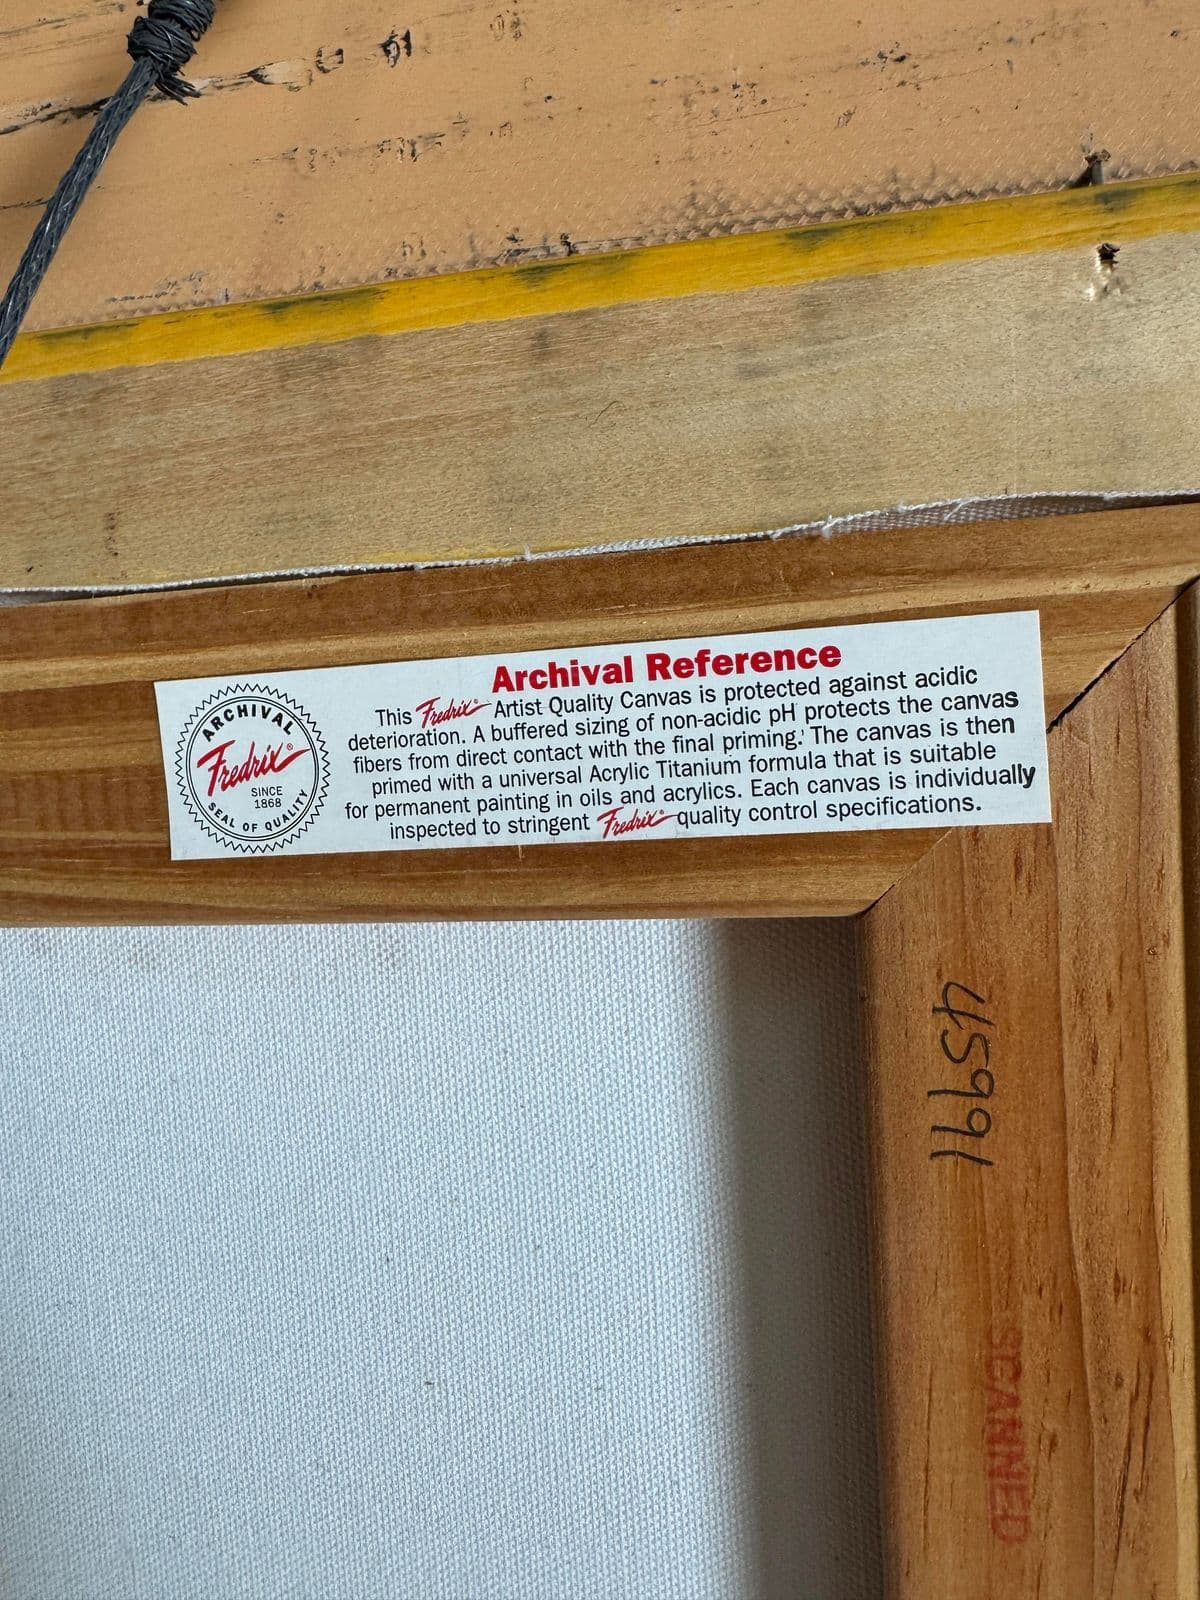 ARCHIVAL
Fredrix®
SINCE
1868
SEAL OF QUALITY
Archival Reference
This Fredrix® Artist Quality Canvas is protected against acidic
deterioration. A buffered sizing of non-acidic pH protects the canvas
fibers from direct contact with the final priming. The canvas is then
primed with a universal Acrylic Titanium formula that is suitable
for permanent painting in oils and acrylics. Each canvas is individually
inspected to stringent Fredrix® quality control specifications.
45991
SCANNED